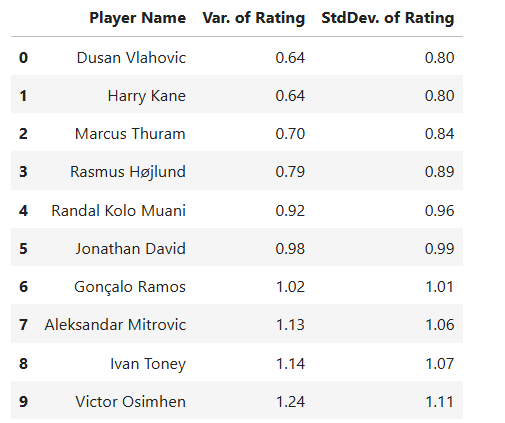 Player Name Var. of Rating StdDev. of Rating
0 Dusan Vlahovic 0.64 0.80
1 Harry Kane 0.64 0.80
2 Marcus Thuram 0.70 0.84
3 Rasmus Højlund 0.79 0.89
4 Randal Kolo Muani 0.92 0.96
5 Jonathan David 0.98 0.99
6 Gonçalo Ramos 1.02 1.01
7 Aleksandar Mitrovic 1.13 1.06
8 Ivan Toney 1.14 1.07
9 Victor Osimhen 1.24 1.11